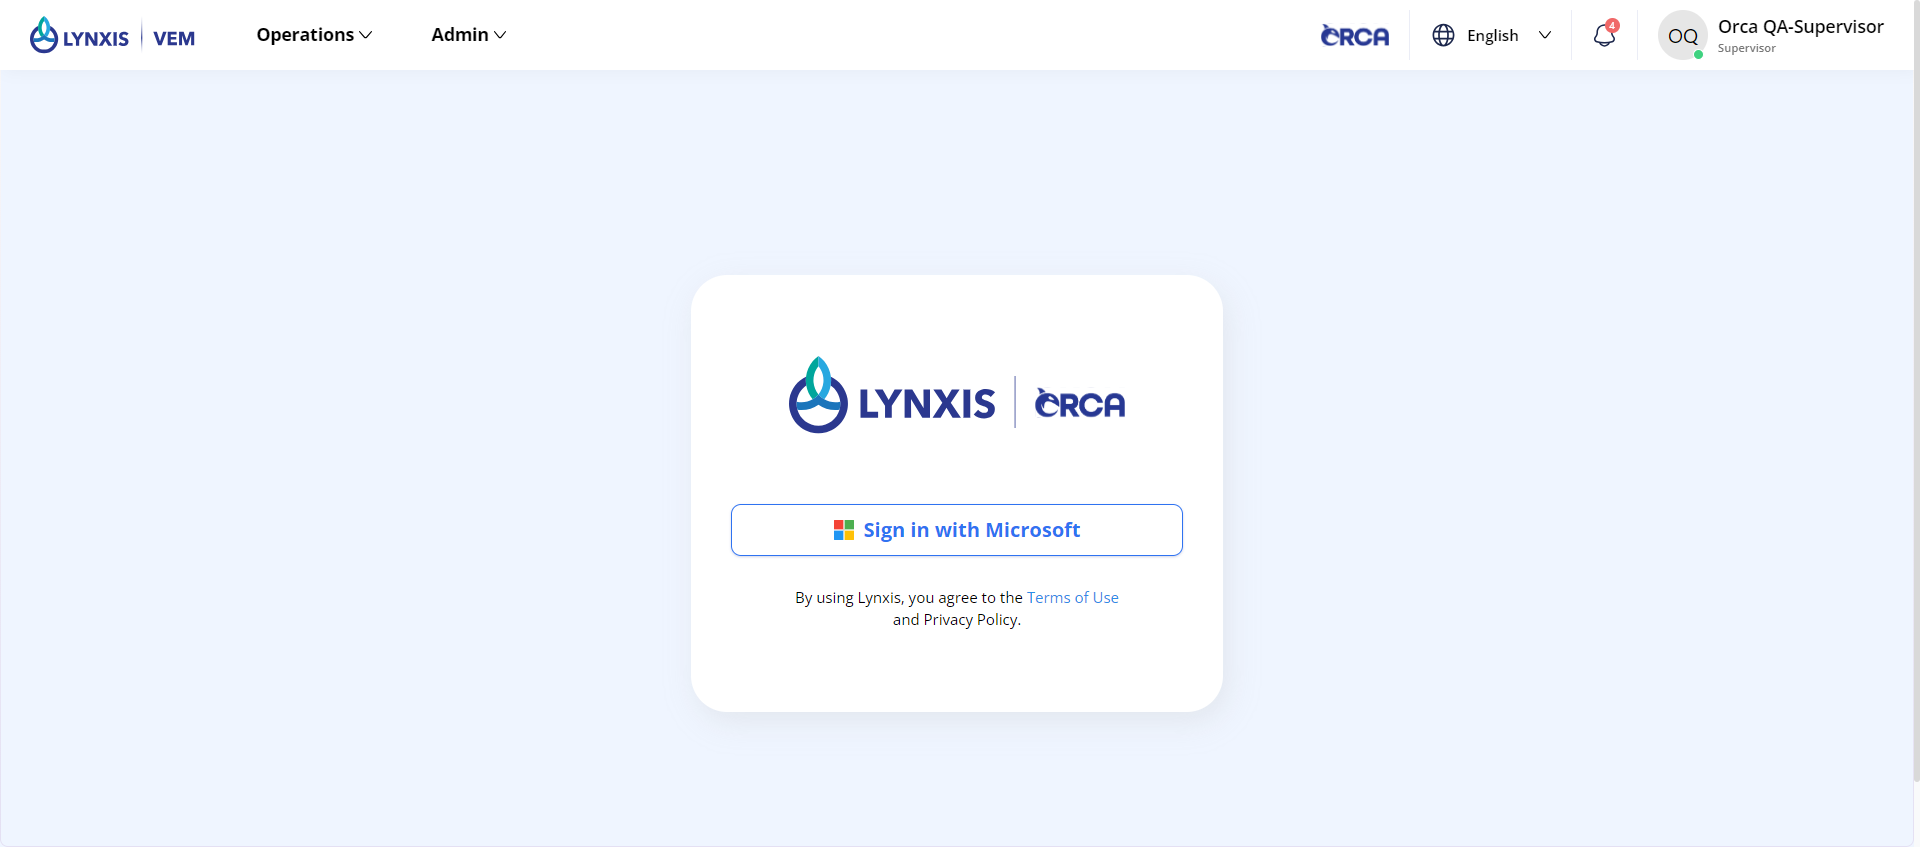 LYNXIS VEM Operations Admin ORCA English 4 OQ Orca QA-Supervisor
Supervisor
LYNXIS ORCA
Sign in with Microsoft
By using Lynxis, you agree to the Terms of Use
and Privacy Policy.